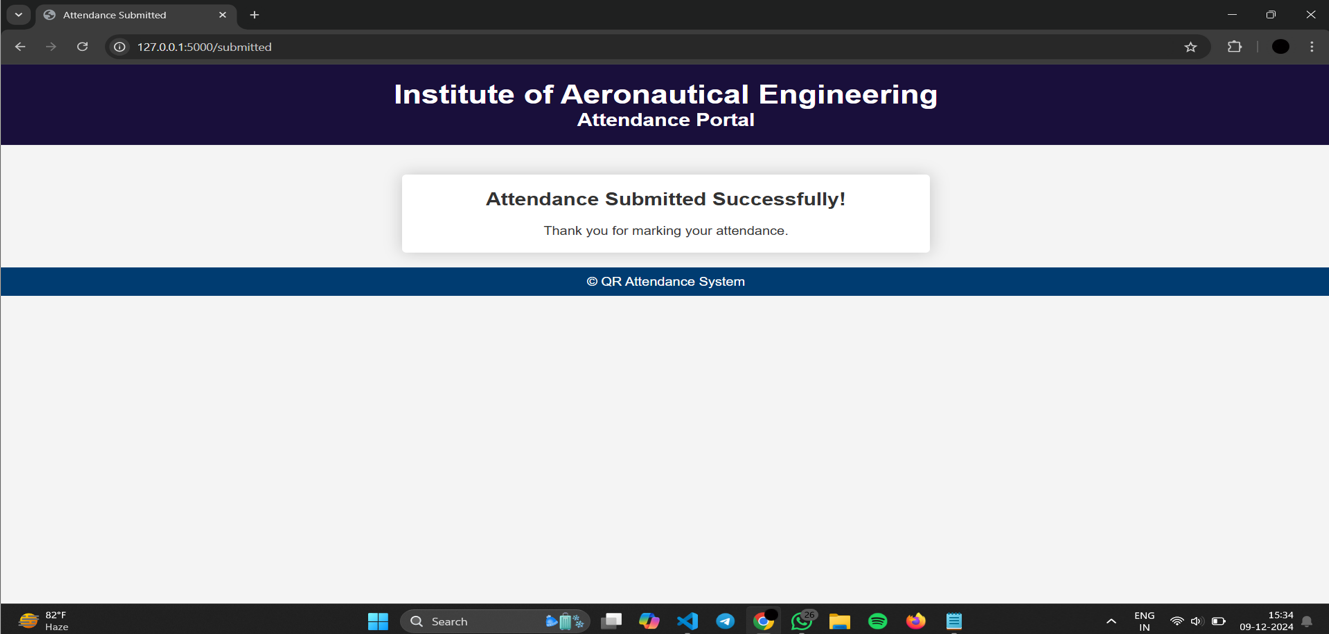 Attendance Submitted
127.0.0.1:5000/submitted
Institute of Aeronautical Engineering
Attendance Portal
Attendance Submitted Successfully!
Thank you for marking your attendance.
© QR Attendance System
82°F
Haze
Search
26
ENG
IN
15:34
09-12-2024